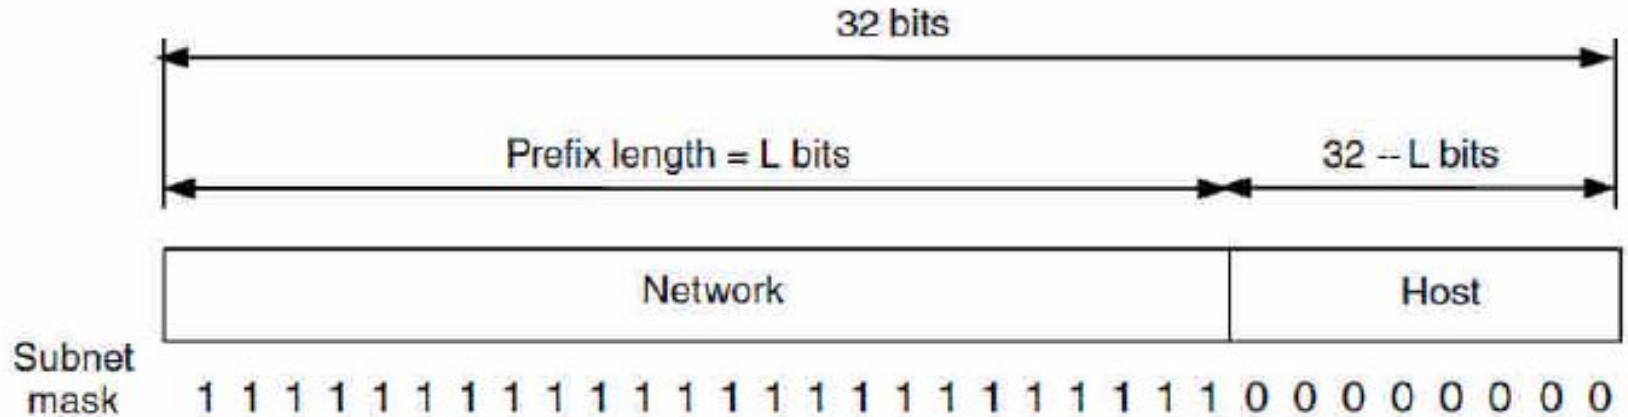 32 bits
Prefix length = L bits
32 -- L bits
Network
Host
Subnet
mask
1 1 1 1 1 1 1 1 1 1 1 1 1 1 1 1 1 1 1 1 1 1 1 1 0 0 0 0 0 0 0 0